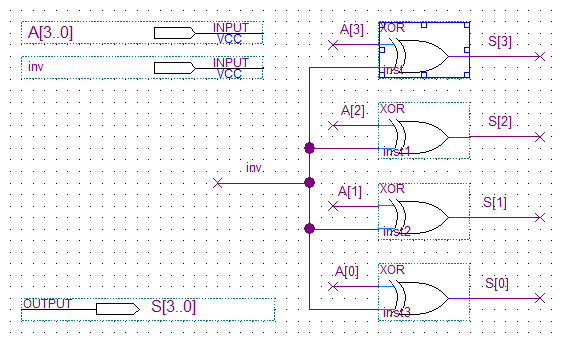 A[3..0]
INPUT
VCC
inv
INPUT
VCC
A[3]
XOR
inst
S[3]
A[2]
XOR
inst1
S[2]
inv
A[1]
XOR
inst2
S[1]
A[0]
XOR
inst3
S[0]
OUTPUT
S[3..0]